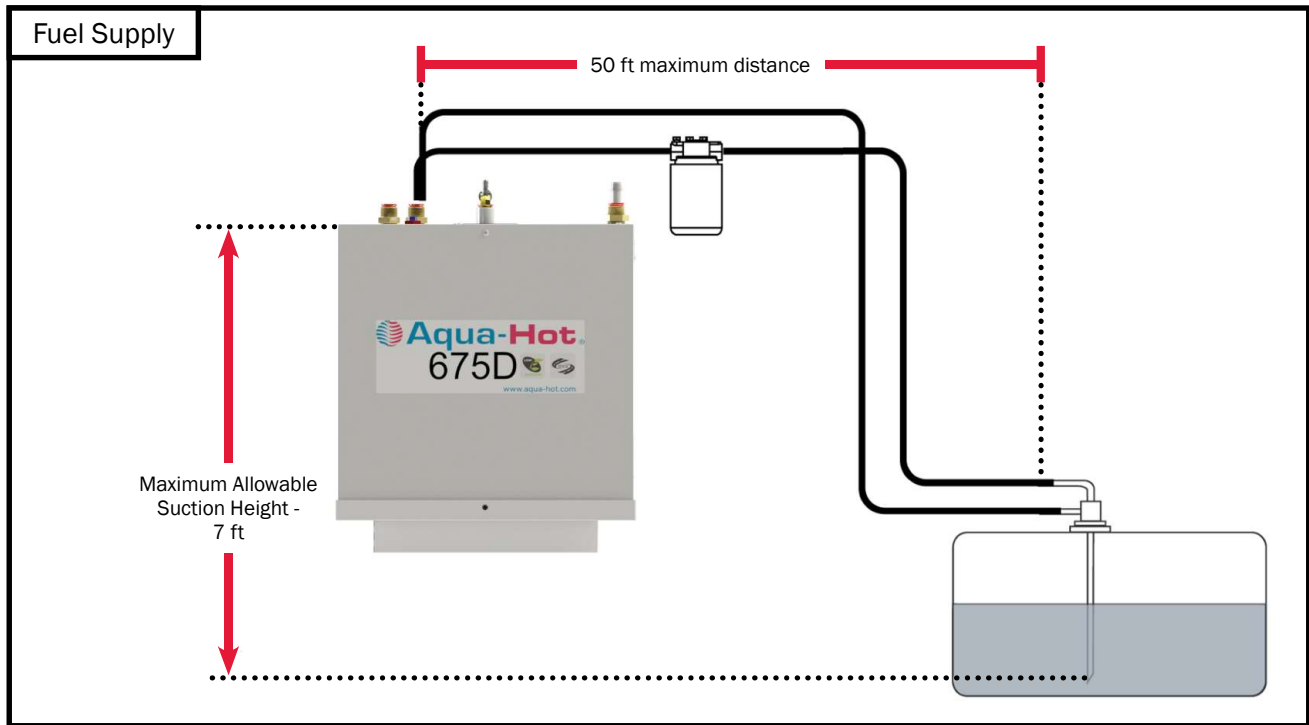 Fuel Supply
50 ft maximum distance
Aqua-Hot®
675D
www.aqua-hot.com
Maximum Allowable
Suction Height -
7 ft